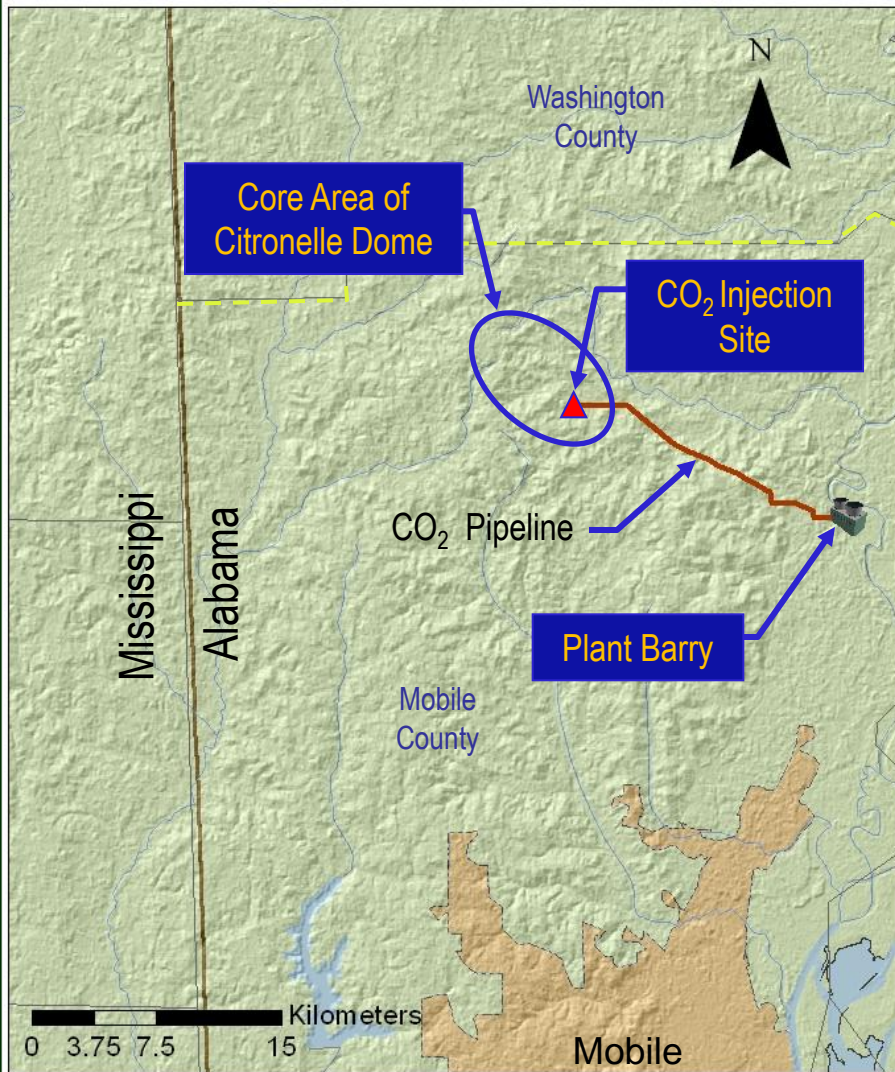 N
Washington
County
Core Area of
Citronelle Dome
CO₂ Injection
Site
Mississippi
Alabama
CO₂ Pipeline
Plant Barry
Mobile
County
Kilometers
0 3.75 7.5 15
Mobile